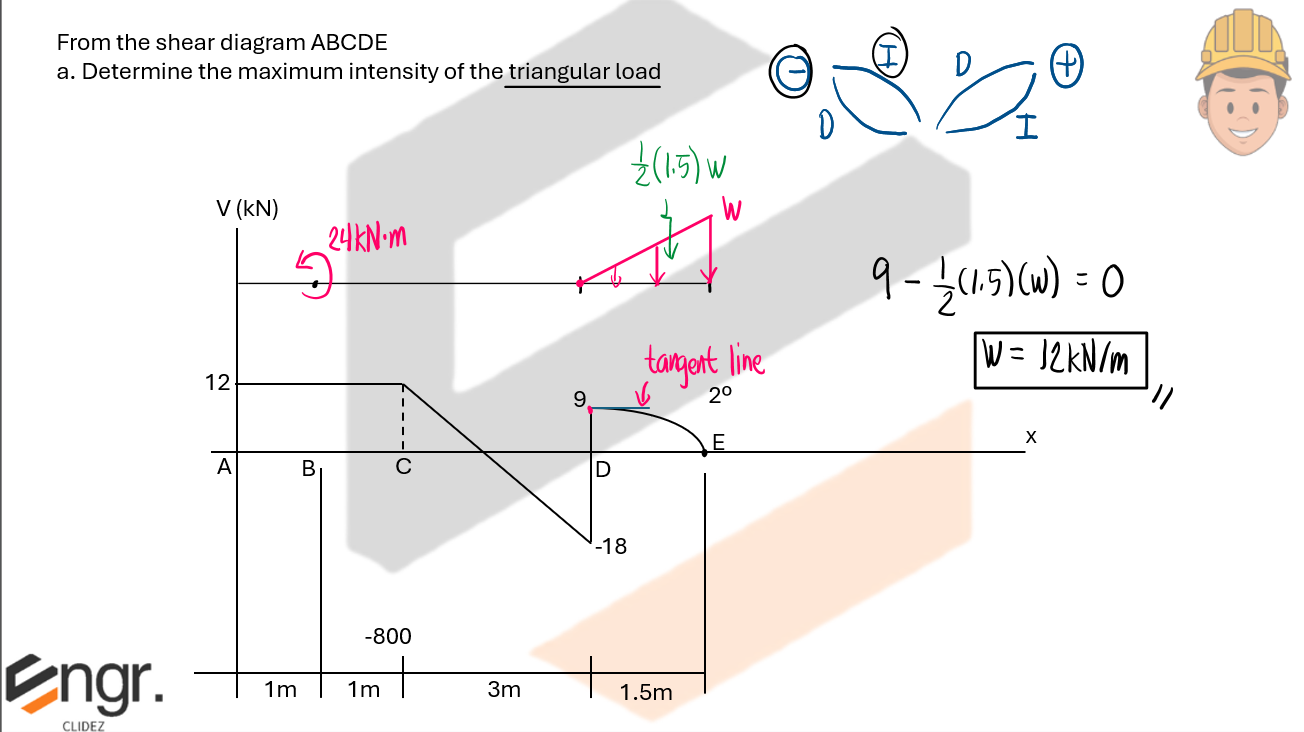 From the shear diagram ABCDE
a. Determine the maximum intensity of the triangular load
− I D +
D I
½(1.5) w
V (kN)
24kN·m
w
9 − ½(1.5)(w) = 0
w = 12kN/m
tangent line
12
9
2º
A B C D E x
-18
-800
1m 1m 3m 1.5m
Engr.
CLIDEZ